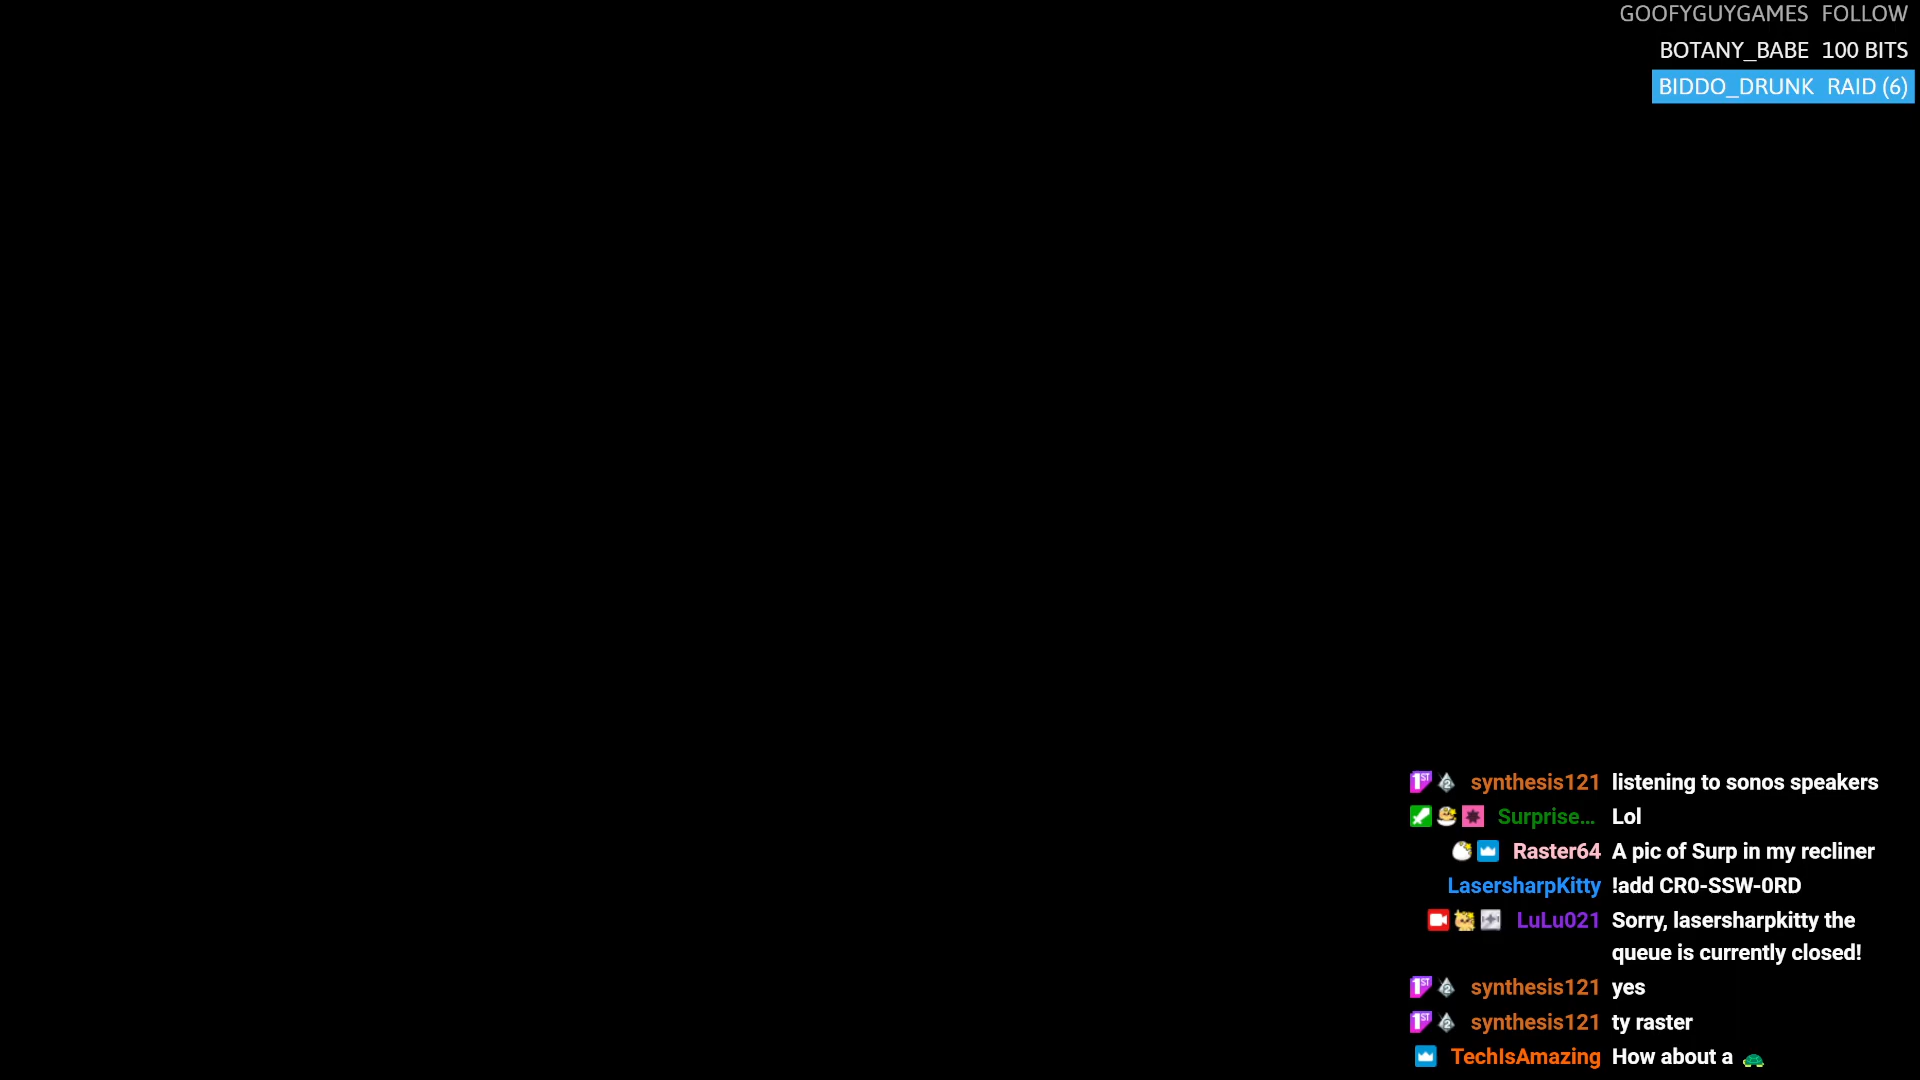 GOOFYGUYGAMES FOLLOW
BOTANY_BABE 100 BITS
BIDDO_DRUNK RAID (6)
synthesis121 listening to sonos speakers
Surprise... Lol
Raster64 A pic of Surp in my recliner
LasersharpKitty !add CR0-SSW-0RD
LuLu021 Sorry, lasersharpkitty the
queue is currently closed!
synthesis121 yes
synthesis121 ty raster
TechIsAmazing How about a 🐢